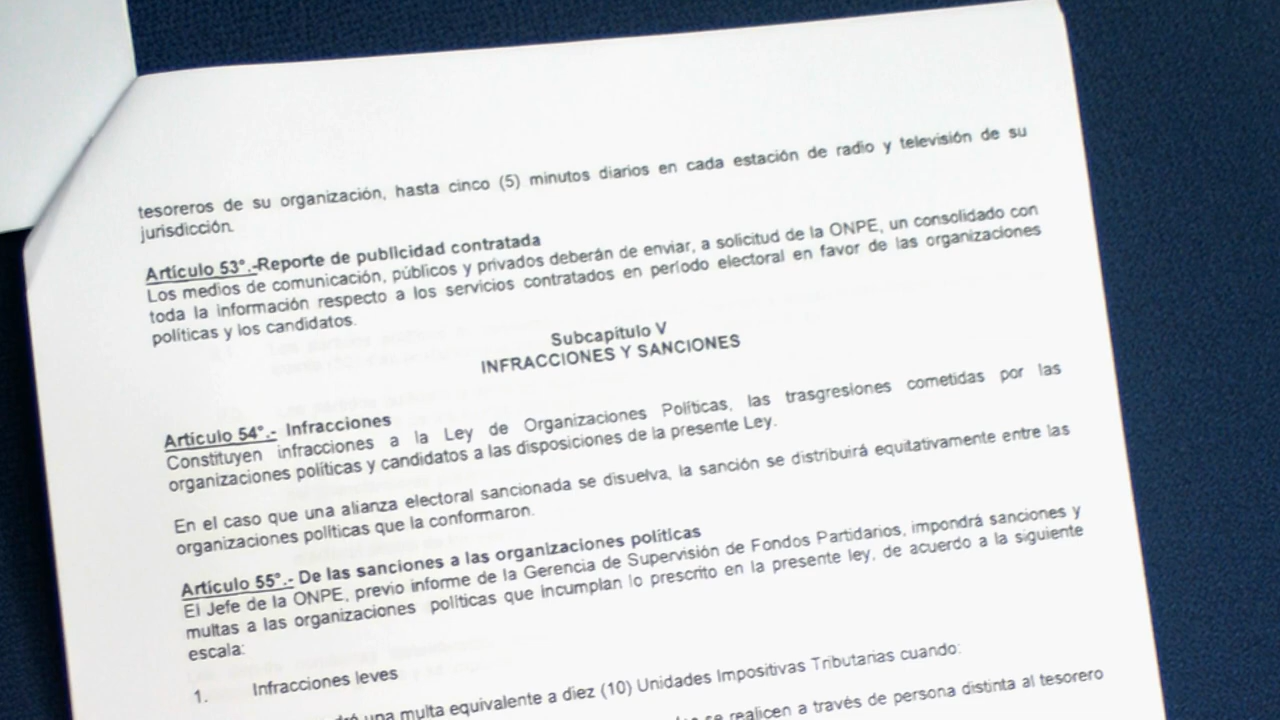 tesoreros de su organización, hasta cinco (5) minutos diarios en cada estación de radio y televisión de su
jurisdicción.
Artículo 53°.-Reporte de publicidad contratada
Los medios de comunicación, públicos y privados deberán de enviar, a solicitud de la ONPE, un consolidado con
toda la información respecto a los servicios contratados en período electoral en favor de las organizaciones
políticas y los candidatos.
Subcapítulo V
INFRACCIONES Y SANCIONES
Artículo 54°.- Infracciones
Constituyen infracciones a la Ley de Organizaciones Políticas, las trasgresiones cometidas por las
organizaciones políticas y candidatos a las disposiciones de la presente Ley.
En el caso que una alianza electoral sancionada se disuelva, la sanción se distribuirá equitativamente entre las
organizaciones políticas que la conformaron.
Artículo 55°.- De las sanciones a las organizaciones políticas
El Jefe de la ONPE, previo informe de la Gerencia de Supervisión de Fondos Partidarios, impondrá sanciones y
multas a las organizaciones políticas que incumplan lo prescrito en la presente ley, de acuerdo a la siguiente
escala:
1. Infracciones leves
una multa equivalente a diez (10) Unidades Impositivas Tributarias cuando:
se realicen a través de persona distinta al tesorero